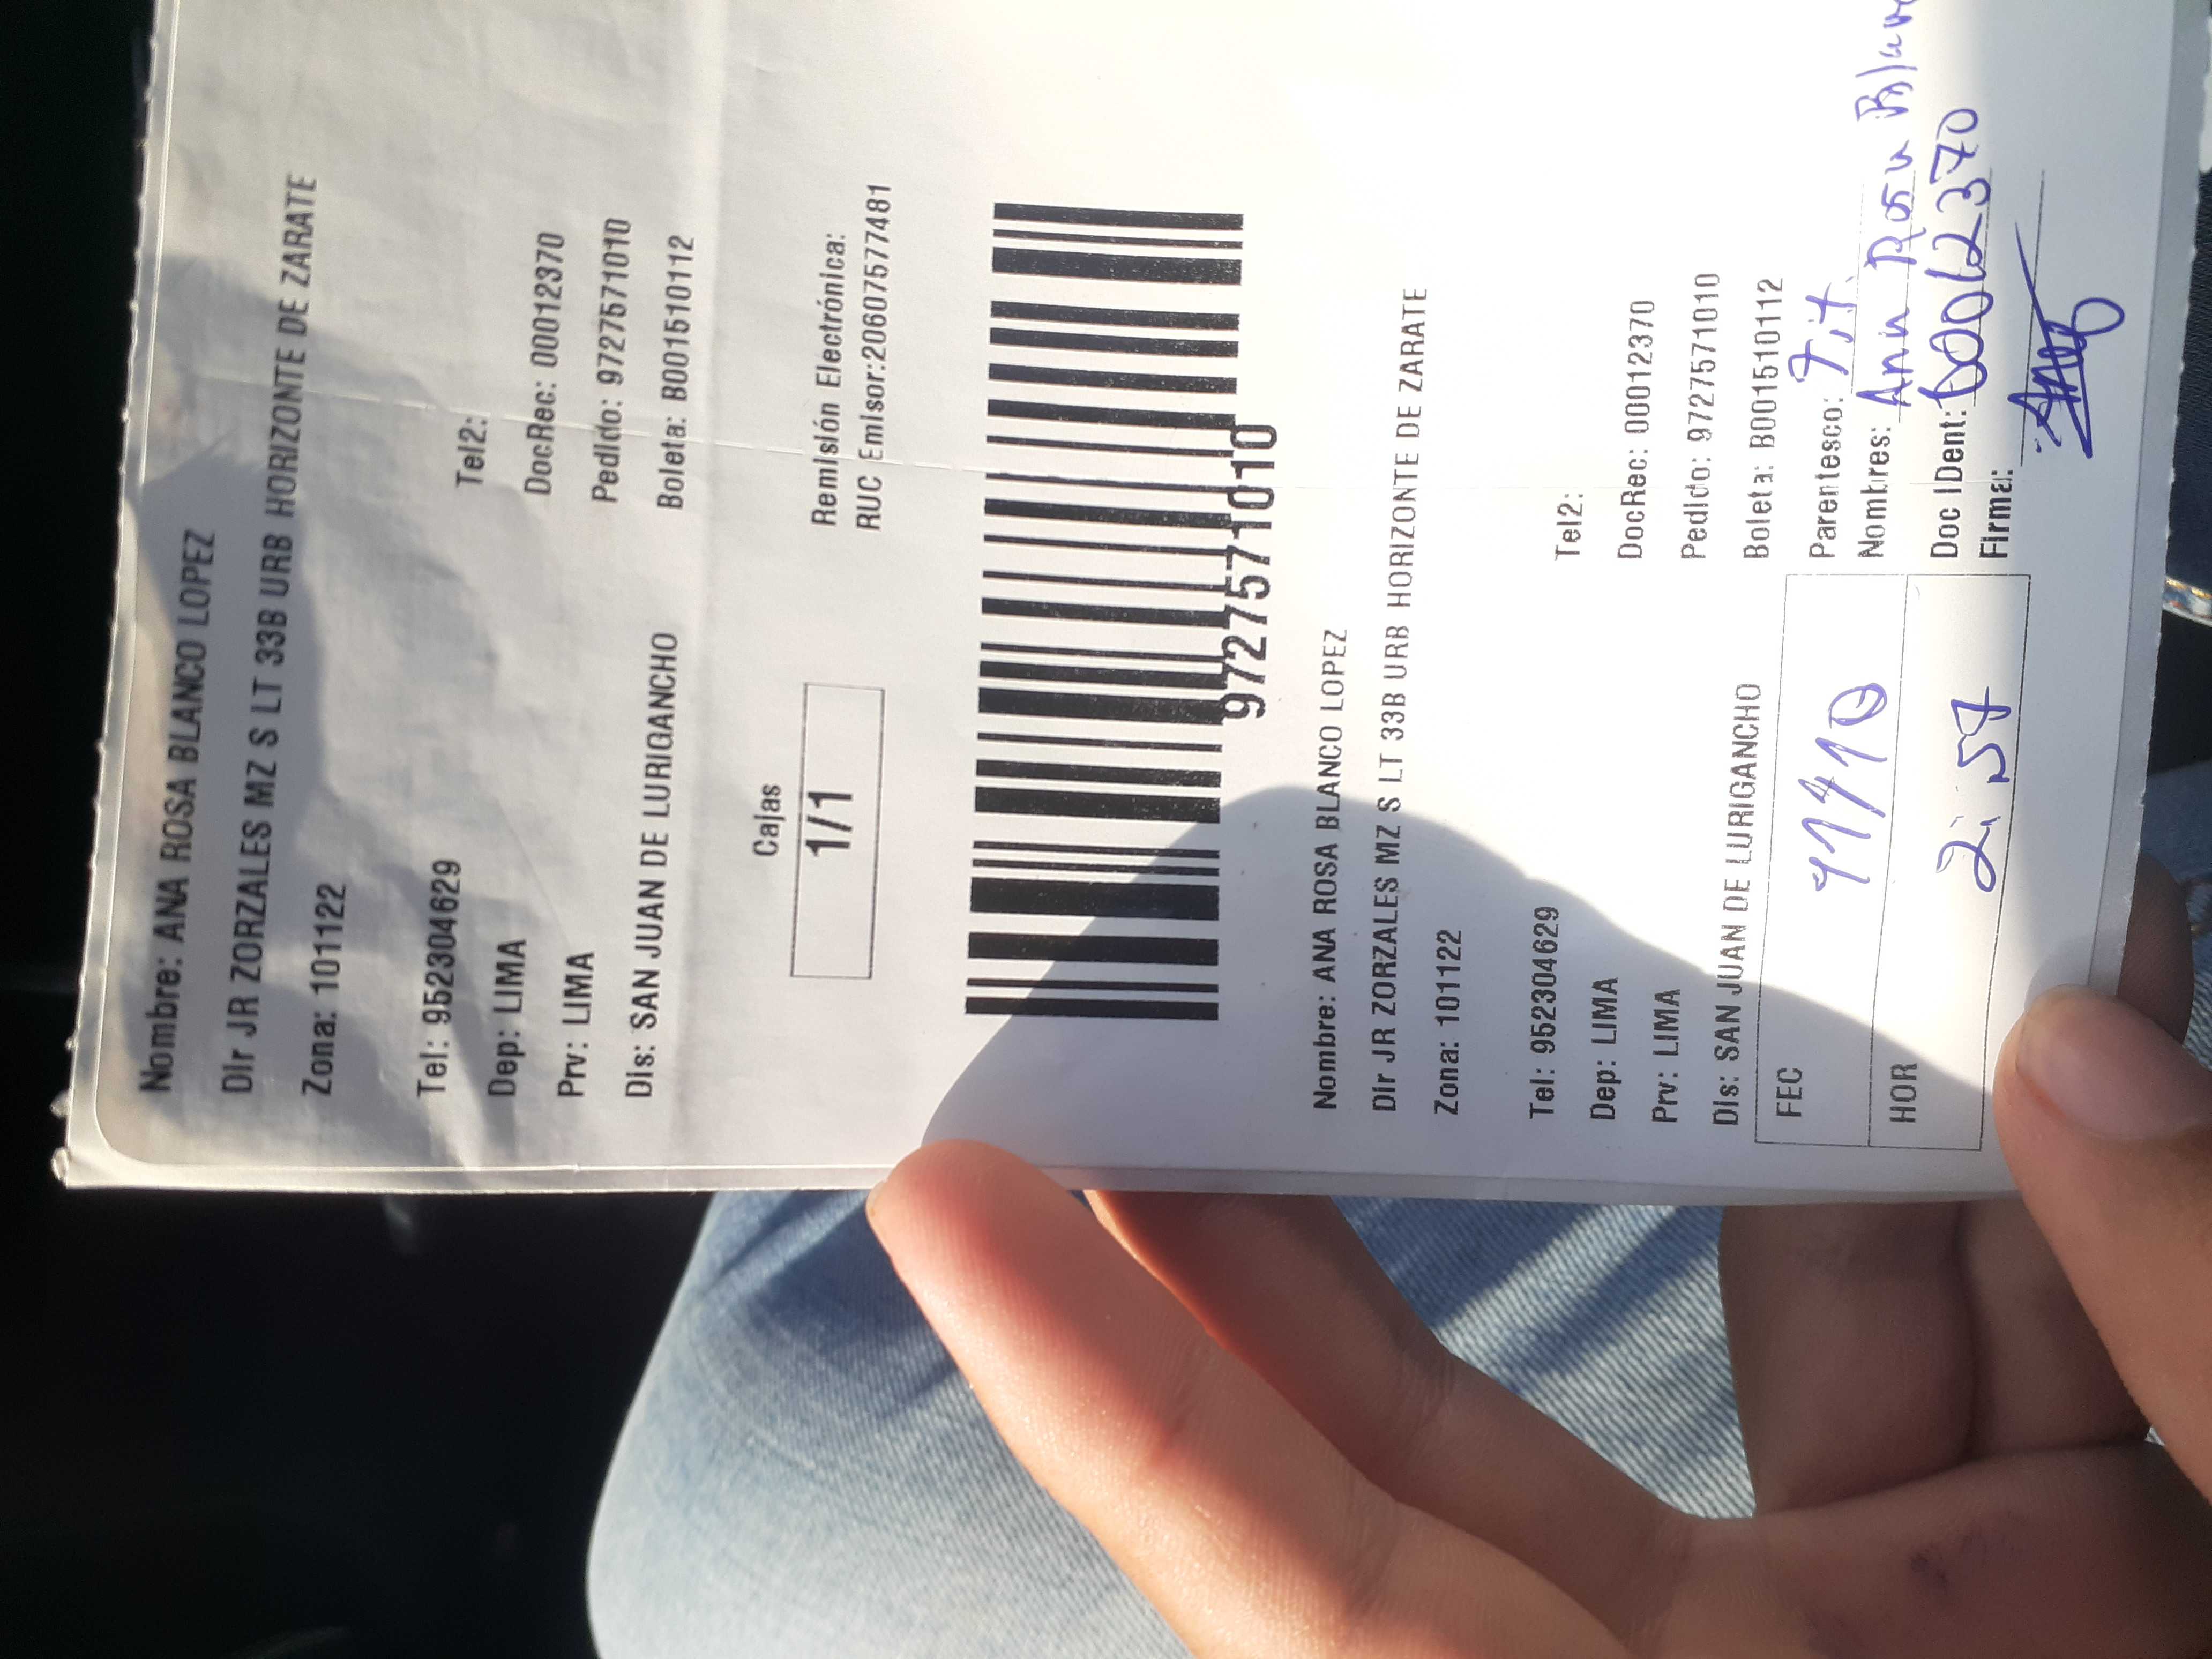 Nombre: ANA ROSA BLANCO LOPEZ
Dir JR ZORZALES MZ S LT 33B URB HORIZONTE DE ZARATE
Zona: 101122
Tel: 952304629 Tel2:
Dep: LIMA DocRec: 00012370
Prv: LIMA Pedido: 9727571010
Dis: SAN JUAN DE LURIGANCHO Boleta: B001510112
Cajas
1/1
Remisión Electrónica:
RUC Emisor:20607577481
9727571010
Nombre: ANA ROSA BLANCO LOPEZ
Dir JR ZORZALES MZ S LT 33B URB HORIZONTE DE ZARATE
Zona: 101122
Tel: 952304629 Tel2:
Dep: LIMA DocRec: 00012370
Prv: LIMA Pedido: 9727571010
Dis: SAN JUAN DE LURIGANCHO Boleta: B001510112
FEC
HOR
Parentesco: Tit
Nombres: Ana Rosa
Doc IDent: 00012370
Firma: